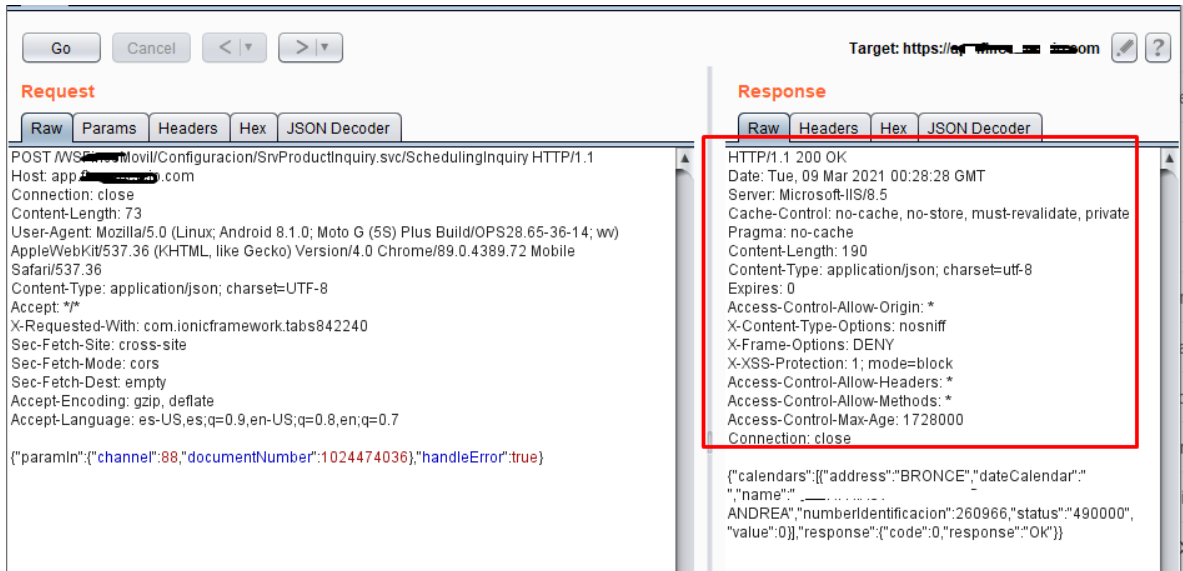 Go
Cancel
<
>
Target: https:// om
?
Request
Raw
Params
Headers
Hex
JSON Decoder
POST /WS Movil/Configuracion/SrvProductInquiry.svc/SchedulingInquiry HTTP/1.1
Host: app. .com
Connection: close
Content-Length: 73
User-Agent: Mozilla/5.0 (Linux; Android 8.1.0; Moto G (5S) Plus Build/OPS28.65-36-14; wv)
AppleWebKit/537.36 (KHTML, like Gecko) Version/4.0 Chrome/89.0.4389.72 Mobile
Safari/537.36
Content-Type: application/json; charset=UTF-8
Accept: */*
X-Requested-With: com.ionicframework.tabs842240
Sec-Fetch-Site: cross-site
Sec-Fetch-Mode: cors
Sec-Fetch-Dest: empty
Accept-Encoding: gzip, deflate
Accept-Language: es-US,es;q=0.9,en-US;q=0.8,en;q=0.7
{"paramIn":{"channel":88,"documentNumber":1024474036},"handleError":true}
Response
Raw
Headers
Hex
JSON Decoder
HTTP/1.1 200 OK
Date: Tue, 09 Mar 2021 00:28:28 GMT
Server: Microsoft-IIS/8.5
Cache-Control: no-cache, no-store, must-revalidate, private
Pragma: no-cache
Content-Length: 190
Content-Type: application/json; charset=utf-8
Expires: 0
Access-Control-Allow-Origin: *
X-Content-Type-Options: nosniff
X-Frame-Options: DENY
X-XSS-Protection: 1; mode=block
Access-Control-Allow-Headers: *
Access-Control-Allow-Methods: *
Access-Control-Max-Age: 1728000
Connection: close
{"calendars":[{"address":"BRONCE","dateCalendar":"
","name":"
ANDREA","numberIdentificacion":260966,"status":"490000",
"value":0}],"response":{"code":0,"response":"Ok"}}